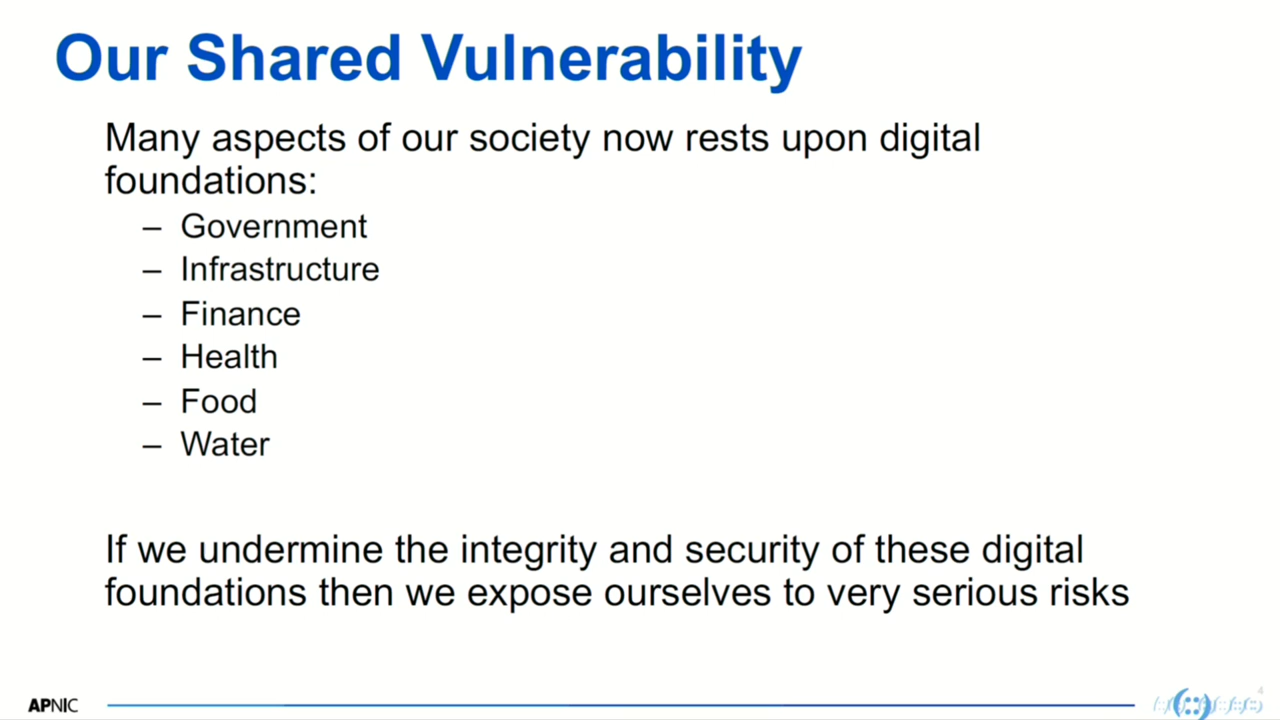 Our Shared Vulnerability
Many aspects of our society now rests upon digital
foundations:
– Government
– Infrastructure
– Finance
– Health
– Food
– Water
If we undermine the integrity and security of these digital
foundations then we expose ourselves to very serious risks
4
APNIC